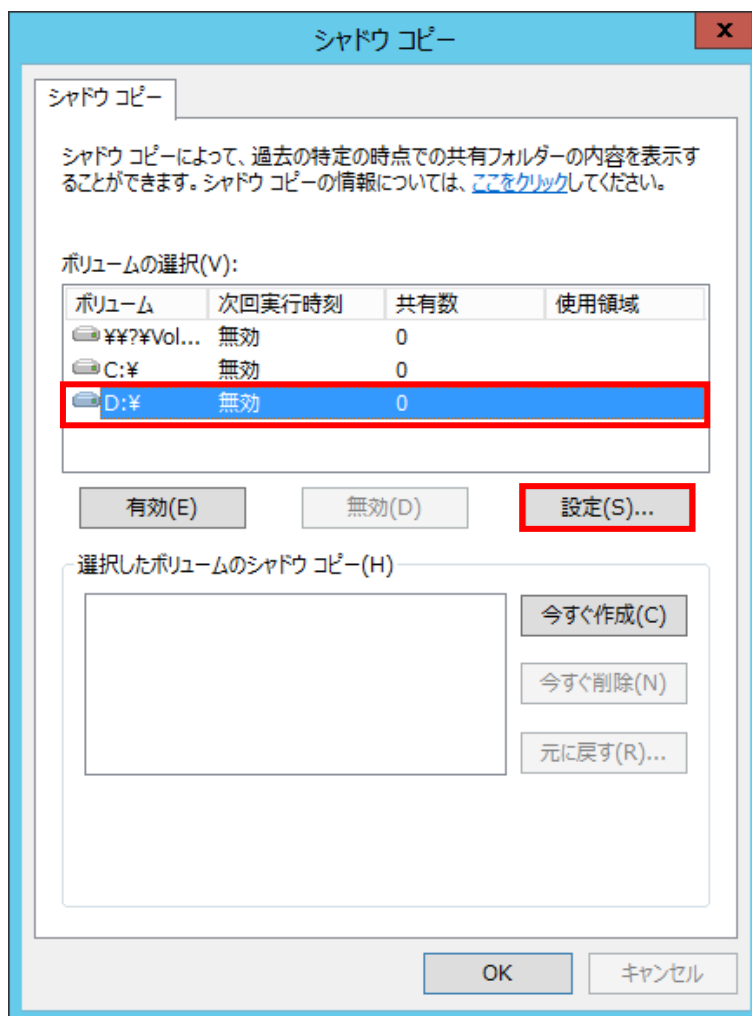 シャドウ コピー
x
シャドウ コピー
シャドウ コピーによって、過去の特定の時点での共有フォルダーの内容を表示す
ることができます。シャドウ コピーの情報については、ここをクリックしてください。
ボリュームの選択(V):
ボリューム 次回実行時刻 共有数 使用領域
¥¥?¥Vol... 無効 0
C:¥ 無効 0
D:¥ 無効 0
有効(E) 無効(D) 設定(S)...
選択したボリュームのシャドウ コピー(H)
今すぐ作成(C)
今すぐ削除(N)
元に戻す(R)...
OK キャンセル